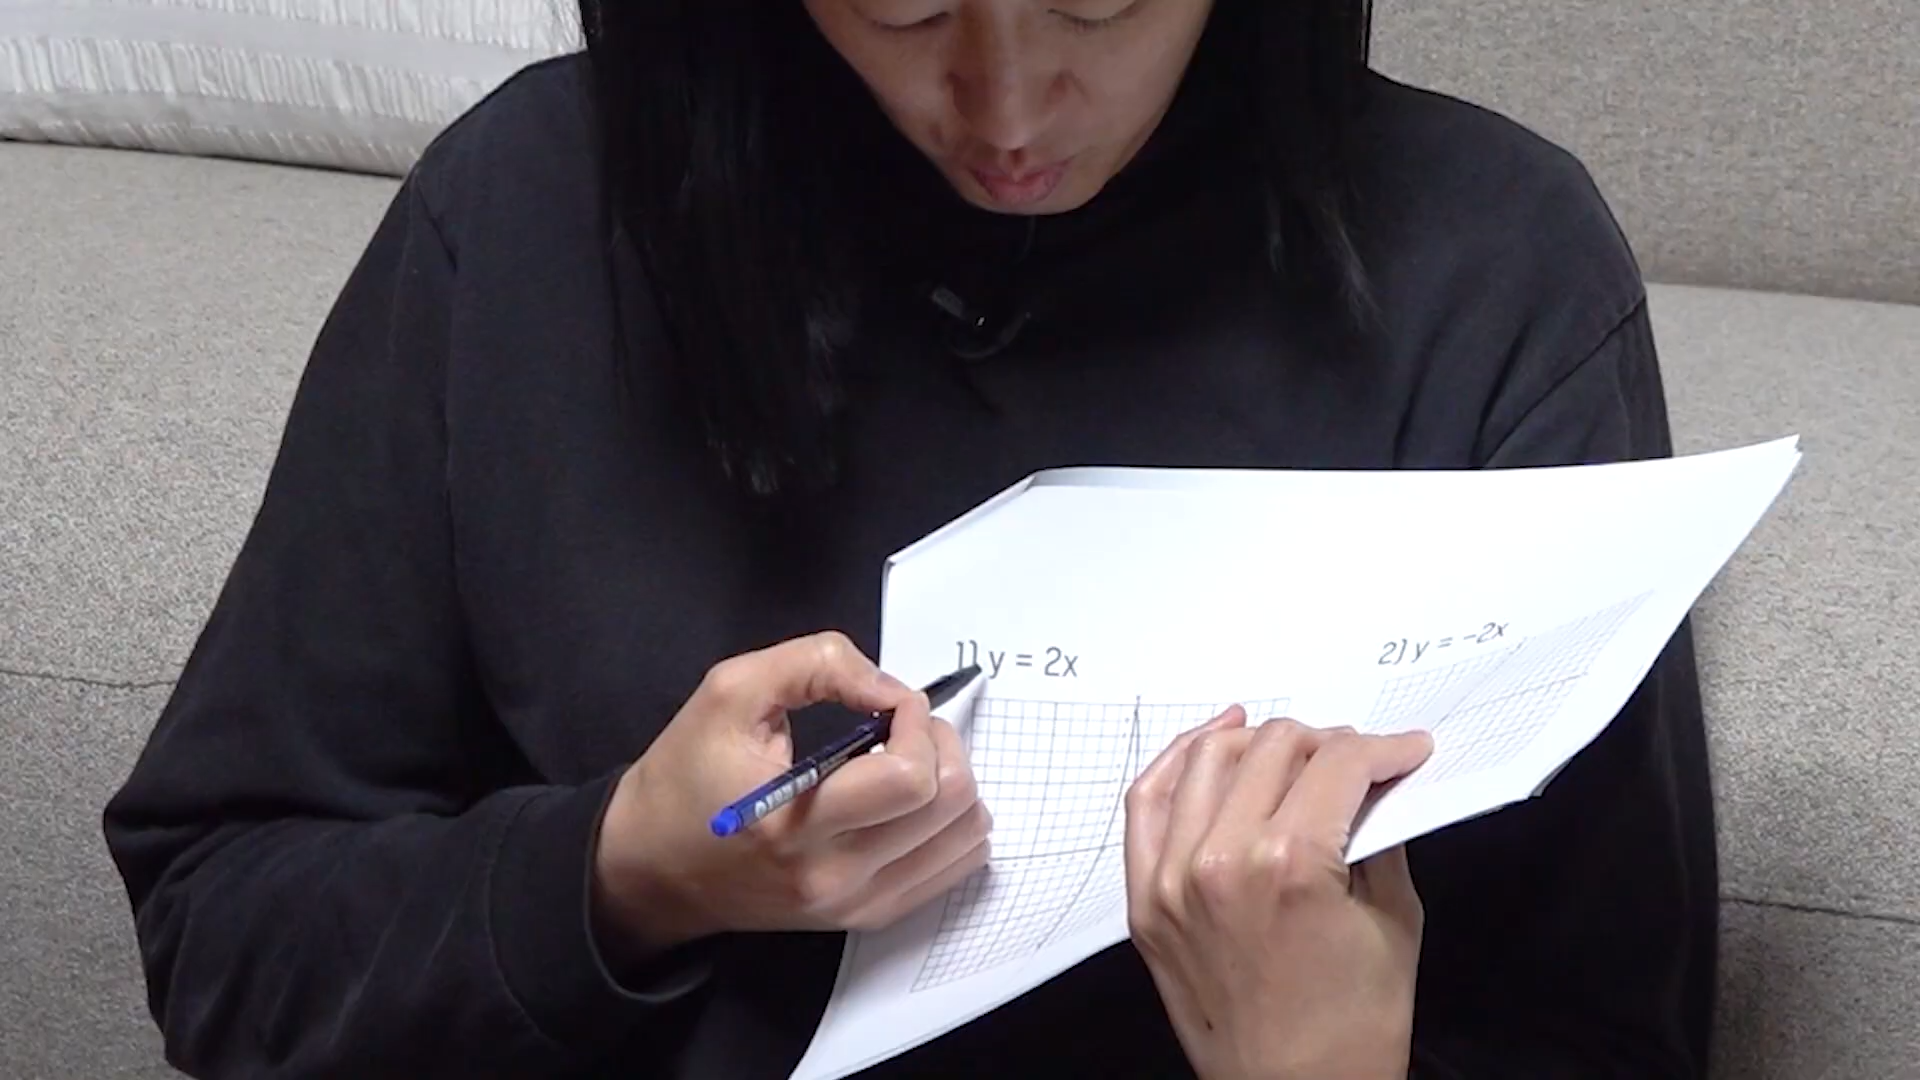 1) y = 2x
2) y = -2x